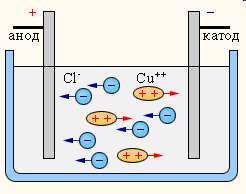 + −
анод катод
Cl⁻ Cu⁺⁺
− −
+ + −
− + +
− −
− + +